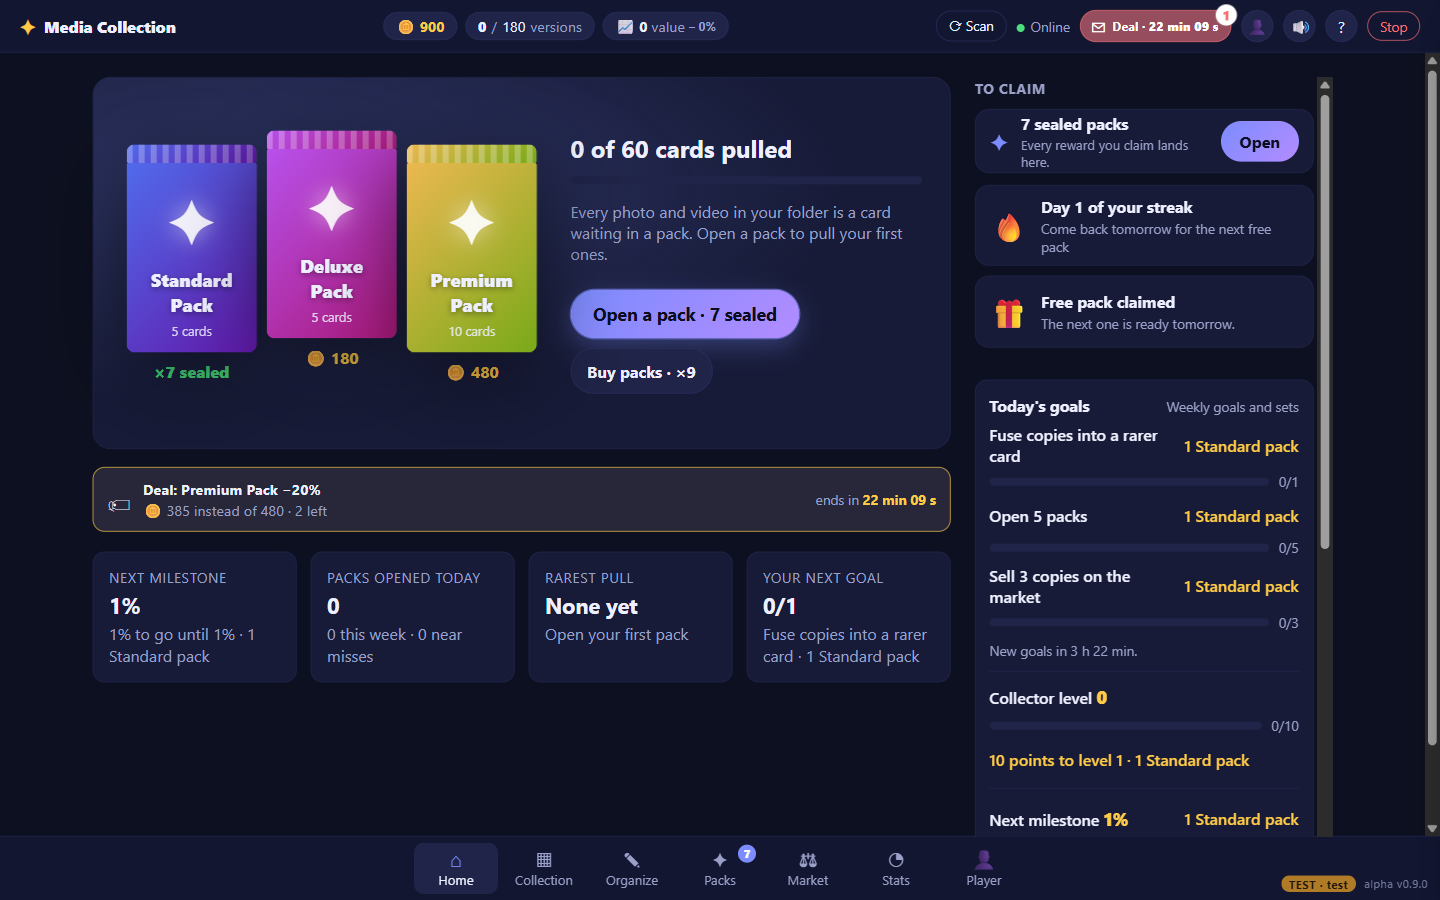 Media Collection
900
0 / 180 versions
0 value – 0%
Scan
Online
Deal · 22 min 09 s
1
?
Stop
Standard
Pack
5 cards
×7 sealed
Deluxe
Pack
5 cards
180
Premium
Pack
10 cards
480
0 of 60 cards pulled
Every photo and video in your folder is a card
waiting in a pack. Open a pack to pull your first
ones.
Open a pack · 7 sealed
Buy packs · ×9
Deal: Premium Pack −20%
385 instead of 480 · 2 left
ends in 22 min 09 s
NEXT MILESTONE
1%
1% to go until 1% · 1
Standard pack
PACKS OPENED TODAY
0
0 this week · 0 near
misses
RAREST PULL
None yet
Open your first pack
YOUR NEXT GOAL
0/1
Fuse copies into a rarer
card · 1 Standard pack
TO CLAIM
7 sealed packs
Every reward you claim lands
here.
Open
Day 1 of your streak
Come back tomorrow for the next free
pack
Free pack claimed
The next one is ready tomorrow.
Today's goals
Weekly goals and sets
Fuse copies into a rarer
card
1 Standard pack
0/1
Open 5 packs
1 Standard pack
0/5
Sell 3 copies on the
market
1 Standard pack
0/3
New goals in 3 h 22 min.
Collector level 0
0/10
10 points to level 1 · 1 Standard pack
Next milestone 1%
1 Standard pack
Home
Collection
Organize
Packs
7
Market
Stats
Player
TEST · test
alpha v0.9.0